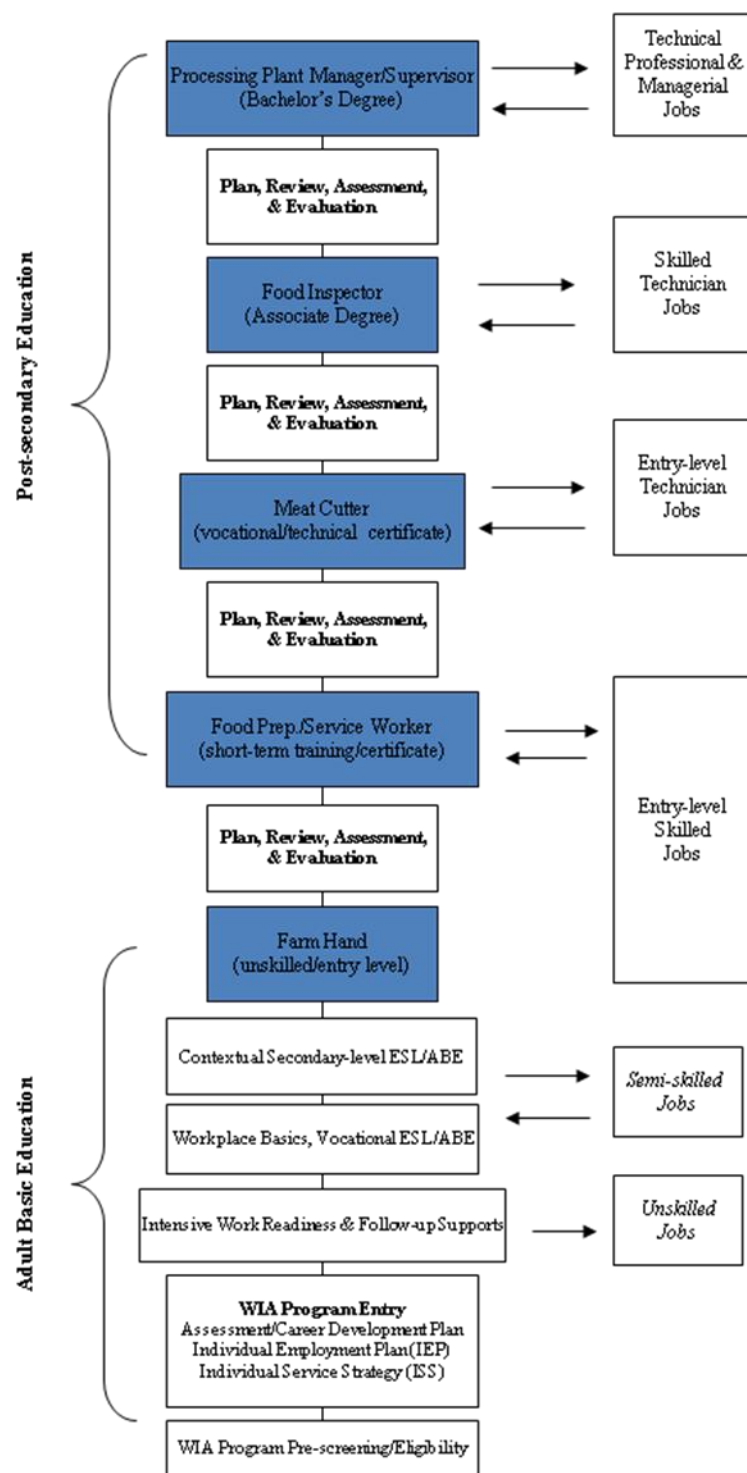 Processing Plant Manager/Supervisor
(Bachelor's Degree)
Technical
Professional &
Managerial
Jobs
Plan, Review, Assessment,
& Evaluation
Post-secondary Education
Food Inspector
(Associate Degree)
Skilled
Technician
Jobs
Plan, Review, Assessment,
& Evaluation
Meat Cutter
(vocational/technical certificate)
Entry-level
Technician
Jobs
Plan, Review, Assessment,
& Evaluation
Food Prep./Service Worker
(short-term training/certificate)
Entry-level
Skilled
Jobs
Plan, Review, Assessment,
& Evaluation
Farm Hand
(unskilled/entry level)
Adult Basic Education
Contextual Secondary-level ESL/ABE
Semi-skilled
Jobs
Workplace Basics, Vocational ESL/ABE
Intensive Work Readiness & Follow-up Supports
Unskilled
Jobs
WIA Program Entry
Assessment/Career Development Plan
Individual Employment Plan(IEP)
Individual Service Strategy (ISS)
WIA Program Pre-screening/Eligibility